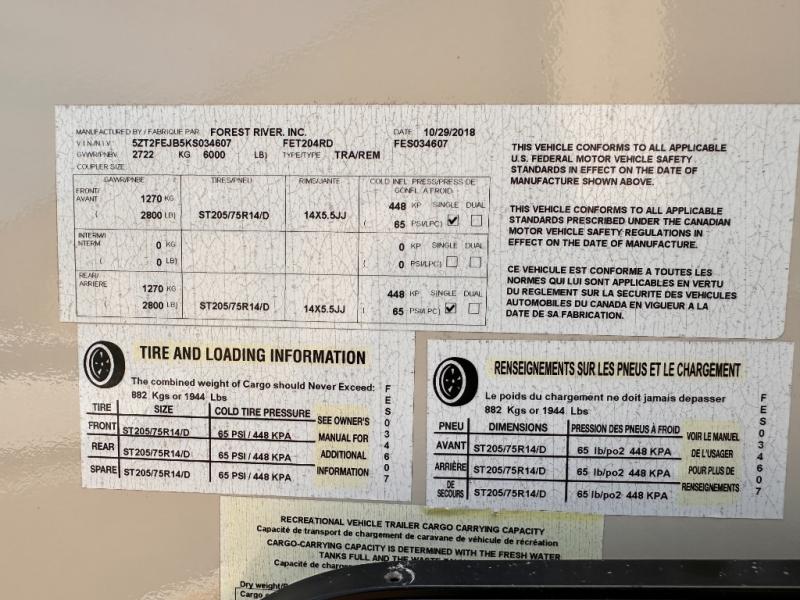 MANUFACTURED BY / FABRIQUE PAR FOREST RIVER, INC. DATE 10/29/2018
V.I.N/N.I.V. 5ZT2FEJB5KS034607 FET204RD FES034607
GVWR/PNBV. 2722 KG 6000 LB) TYPE/TYPE TRA/REM
COUPLER SIZE
GAWR/PNBE TIRES/PNEU RIMS/JANTE COLD INFL PRESS/PRESS DE GONFL A FROID.
FRONT/ AVANT 1270 KG 448 KP SINGLE DUAL
( 2800 LB) ST205/75R14/D 14X5.5JJ ( 65 PSI/LPC)
INTERM/ INTERM 0 KG 0 KP SINGLE DUAL
( 0 LB) ( 0 PSI/LPC)
REAR/ ARRIERE 1270 KG 448 KP SINGLE DUAL
( 2800 LB) ST205/75R14/D 14X5.5JJ ( 65 PSI/LPC)
THIS VEHICLE CONFORMS TO ALL APPLICABLE
U.S. FEDERAL MOTOR VEHICLE SAFETY
STANDARDS IN EFFECT ON THE DATE OF
MANUFACTURE SHOWN ABOVE.
THIS VEHICLE CONFORMS TO ALL APPLICABLE
STANDARDS PRESCRIBED UNDER THE CANADIAN
MOTOR VEHICLE SAFETY REGULATIONS IN
EFFECT ON THE DATE OF MANUFACTURE.
CE VEHICULE EST CONFORME A TOUTES LES
NORMES QUI LUI SONT APPLICABLES EN VERTU
DU REGLEMENT SUR LA SECURITE DES VEHICULES
AUTOMOBILES DU CANADA EN VIGUEUR A LA
DATE DE SA FABRICATION.
TIRE AND LOADING INFORMATION
The combined weight of Cargo should Never Exceed:
882 Kgs or 1944 Lbs
TIRE SIZE COLD TIRE PRESSURE SEE OWNER'S
FRONT ST205/75R14/D 65 PSI / 448 KPA MANUAL FOR
REAR ST205/75R14/D 65 PSI / 448 KPA ADDITIONAL
SPARE ST205/75R14/D 65 PSI / 448 KPA INFORMATION
FES034607
RENSEIGNEMENTS SUR LES PNEUS ET LE CHARGEMENT
Le poids du chargement ne doit jamais depasser
882 Kgs or 1944 Lbs
PNEU DIMENSIONS PRESSION DES PNEUS À FROID VOIR LE MANUEL
AVANT ST205/75R14/D 65 lb/po2 448 KPA DE L'USAGER
ARRIÈRE ST205/75R14/D 65 lb/po2 448 KPA POUR PLUS DE
DE SECOURS ST205/75R14/D 65 lb/po2 448 KPA RENSEIGNEMENTS
FES034607
RECREATIONAL VEHICLE TRAILER CARGO CARRYING CAPACITY
Capacité de transport de chargement de caravane de véhicule de récréation
CARGO-CARRYING CAPACITY IS DETERMINED WITH THE FRESH WATER
TANKS FULL AND THE
Capacité de
Dry weight/
Cargo